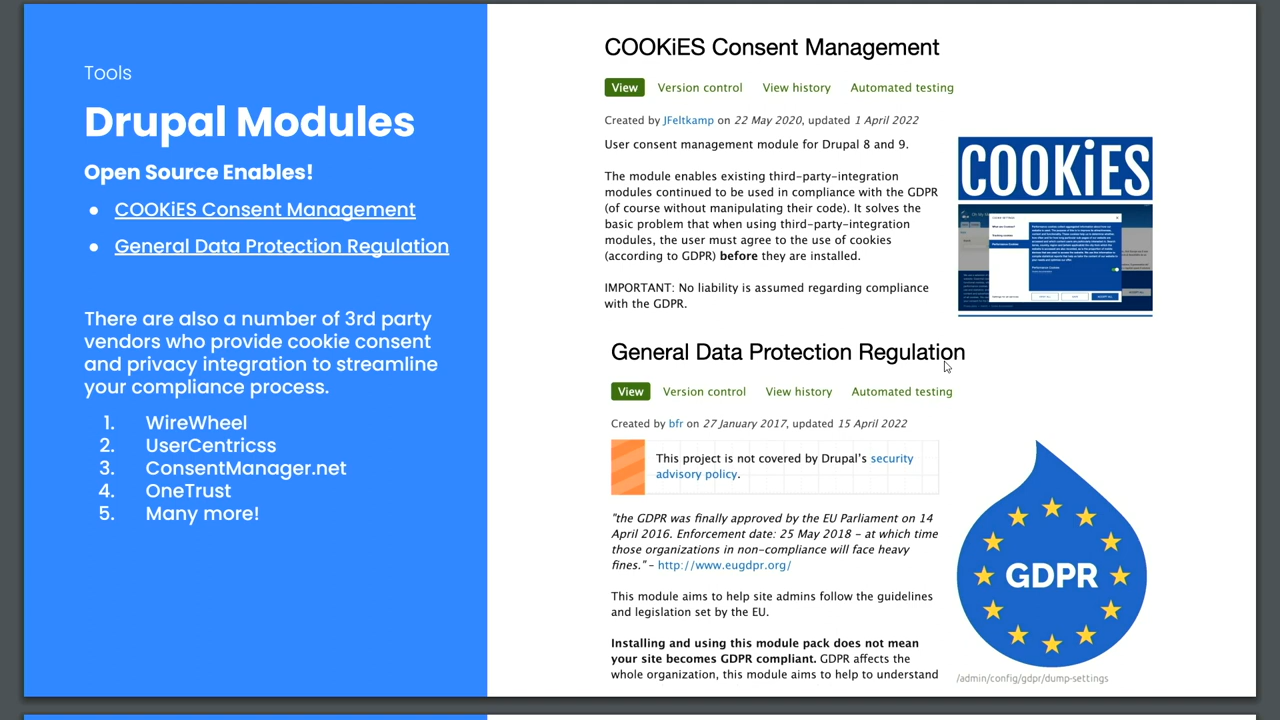 Tools
Drupal Modules
Open Source Enables!
● COOKiES Consent Management
● General Data Protection Regulation
There are also a number of 3rd party
vendors who provide cookie consent
and privacy integration to streamline
your compliance process.
1. WireWheel
2. UserCentricss
3. ConsentManager.net
4. OneTrust
5. Many more!
COOKiES Consent Management
View Version control View history Automated testing
Created by JFeltkamp on 22 May 2020, updated 1 April 2022
User consent management module for Drupal 8 and 9.
The module enables existing third-party-integration
modules continued to be used in compliance with the GDPR
(of course without manipulating their code). It solves the
basic problem that when using third-party-integration
modules, the user must agree to the use of cookies
(according to GDPR) before they are installed.
IMPORTANT: No liability is assumed regarding compliance
with the GDPR.
COOKiES
General Data Protection Regulation
View Version control View history Automated testing
Created by bfr on 27 January 2017, updated 15 April 2022
This project is not covered by Drupal's security
advisory policy.
"the GDPR was finally approved by the EU Parliament on 14
April 2016. Enforcement date: 25 May 2018 - at which time
those organizations in non-compliance will face heavy
fines." - http://www.eugdpr.org/
This module aims to help site admins follow the guidelines
and legislation set by the EU.
Installing and using this module pack does not mean
your site becomes GDPR compliant. GDPR affects the
whole organization, this module aims to help to understand
GDPR
/admin/config/gdpr/dump-settings